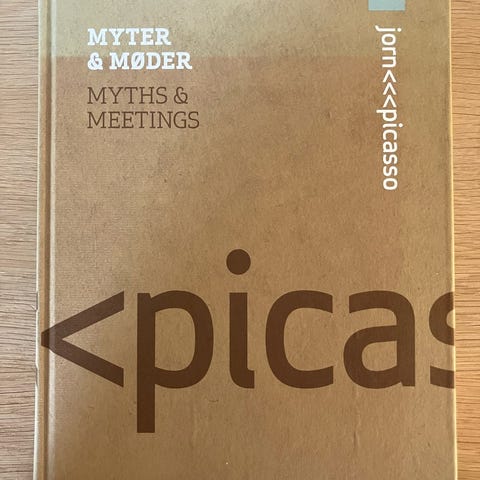 MYTER
& MØDER
MYTHS &
MEETINGS
jorn<<<picasso
<picas